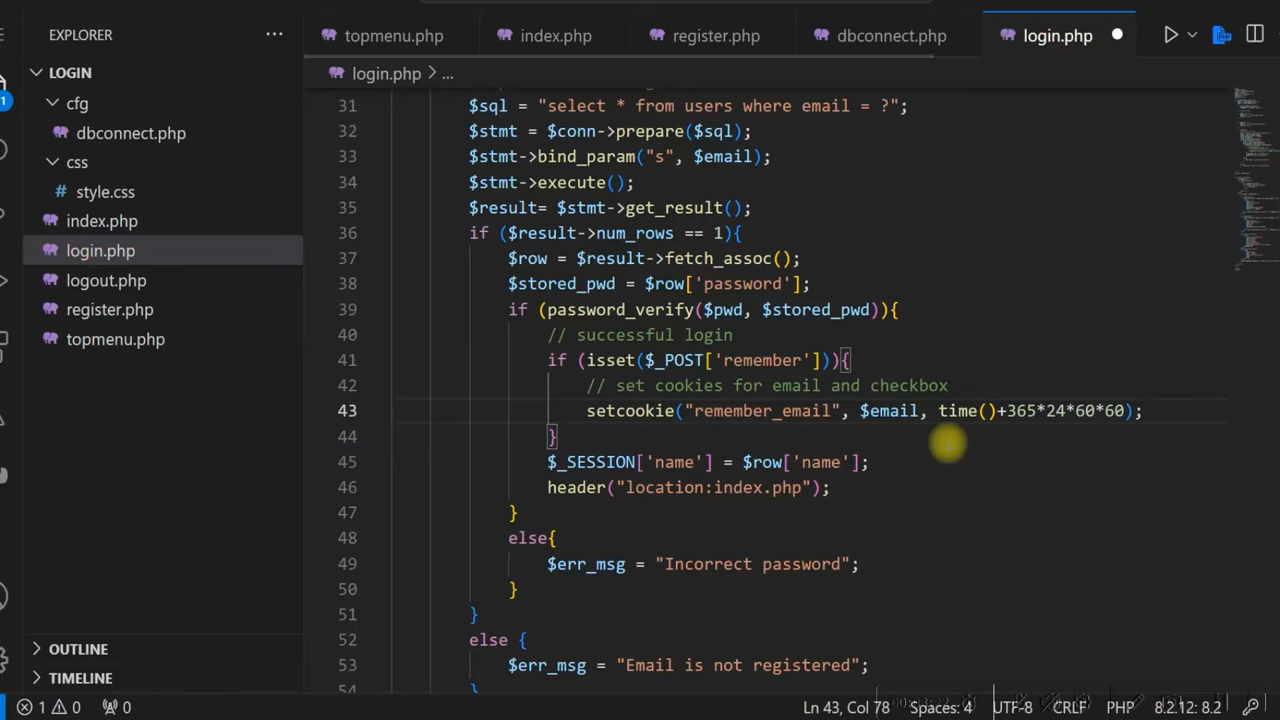 EXPLORER
LOGIN
cfg
dbconnect.php
css
# style.css
index.php
login.php
logout.php
register.php
topmenu.php
OUTLINE
TIMELINE
1
topmenu.php index.php register.php dbconnect.php login.php
login.php > ...
31 $sql = "select * from users where email = ?";
32 $stmt = $conn->prepare($sql);
33 $stmt->bind_param("s", $email);
34 $stmt->execute();
35 $result= $stmt->get_result();
36 if ($result->num_rows == 1){
37 $row = $result->fetch_assoc();
38 $stored_pwd = $row['password'];
39 if (password_verify($pwd, $stored_pwd)){
40 // successful login
41 if (isset($_POST['remember'])){
42 // set cookies for email and checkbox
43 setcookie("remember_email", $email, time()+365*24*60*60);
44 }
45 $_SESSION['name'] = $row['name'];
46 header("location:index.php");
47 }
48 else{
49 $err_msg = "Incorrect password";
50 }
51 }
52 else {
53 $err_msg = "Email is not registered";
54 }
1 0 0 Ln 43, Col 78 Spaces: 4 UTF-8 CRLF PHP 8.2.12: 8.2